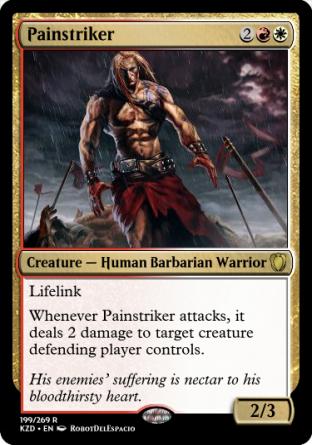 Painstriker 2
Creature — Human Barbarian Warrior
Lifelink
Whenever Painstriker attacks, it
deals 2 damage to target creature
defending player controls.
His enemies' suffering is nectar to his
bloodthirsty heart.
2/3
199/269 R
KZD • EN RobotDelEspacio